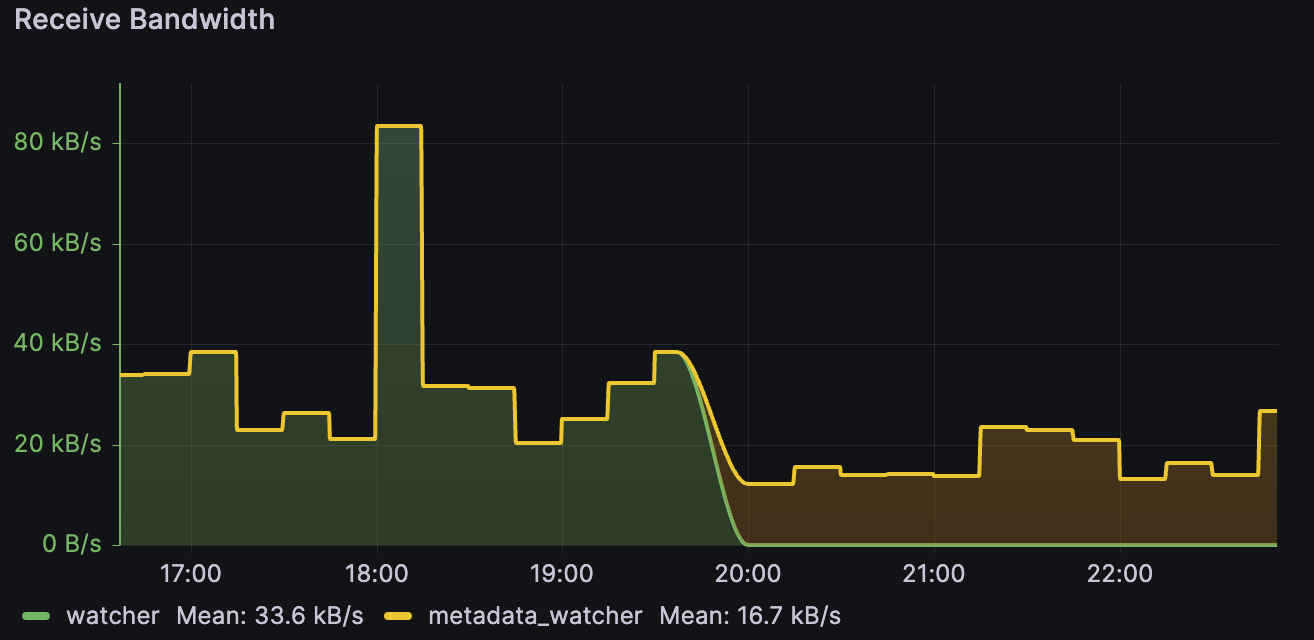 Receive Bandwidth
80 kB/s
60 kB/s
40 kB/s
20 kB/s
0 B/s
17:00 18:00 19:00 20:00 21:00 22:00
watcher Mean: 33.6 kB/s metadata_watcher Mean: 16.7 kB/s